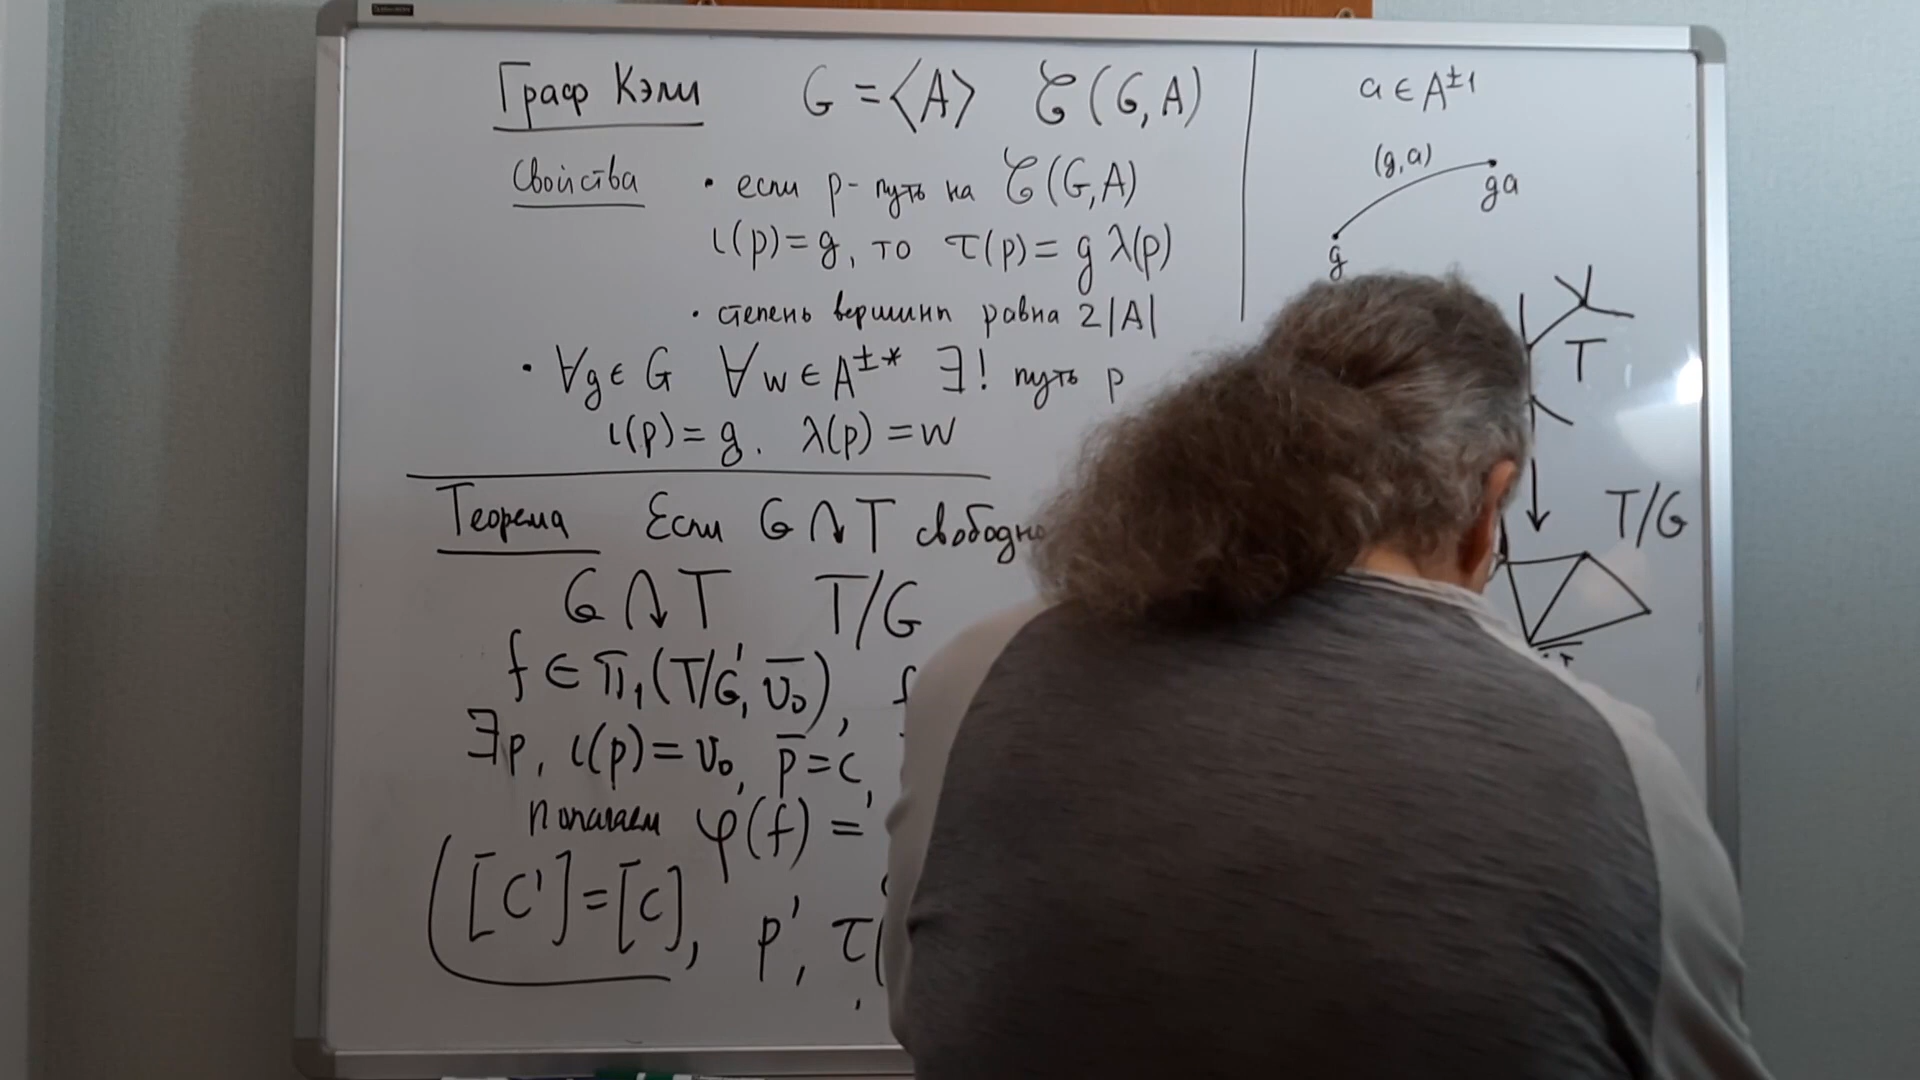 Граф Кэли G = ⟨A⟩ 𝒞(G, A)
Свойства • если p - путь на 𝒞(G, A)
ι(p) = g, то τ(p) = g λ(p)
• степень вершины равна 2|A|
• ∀g ∈ G ∀w ∈ A^{±*} ∃! путь p
ι(p) = g. λ(p) = w
Теорема Если G ↷ T свободно
G ↷ T T/G
f ∈ π₁(T/G, v̄₀),
∃p, ι(p) = v₀, p̄ = c,
полагаем φ(f) =
[c'] = [c], p', τ(
a ∈ A^{±1}
(g, a)
ga
g
T
T/G